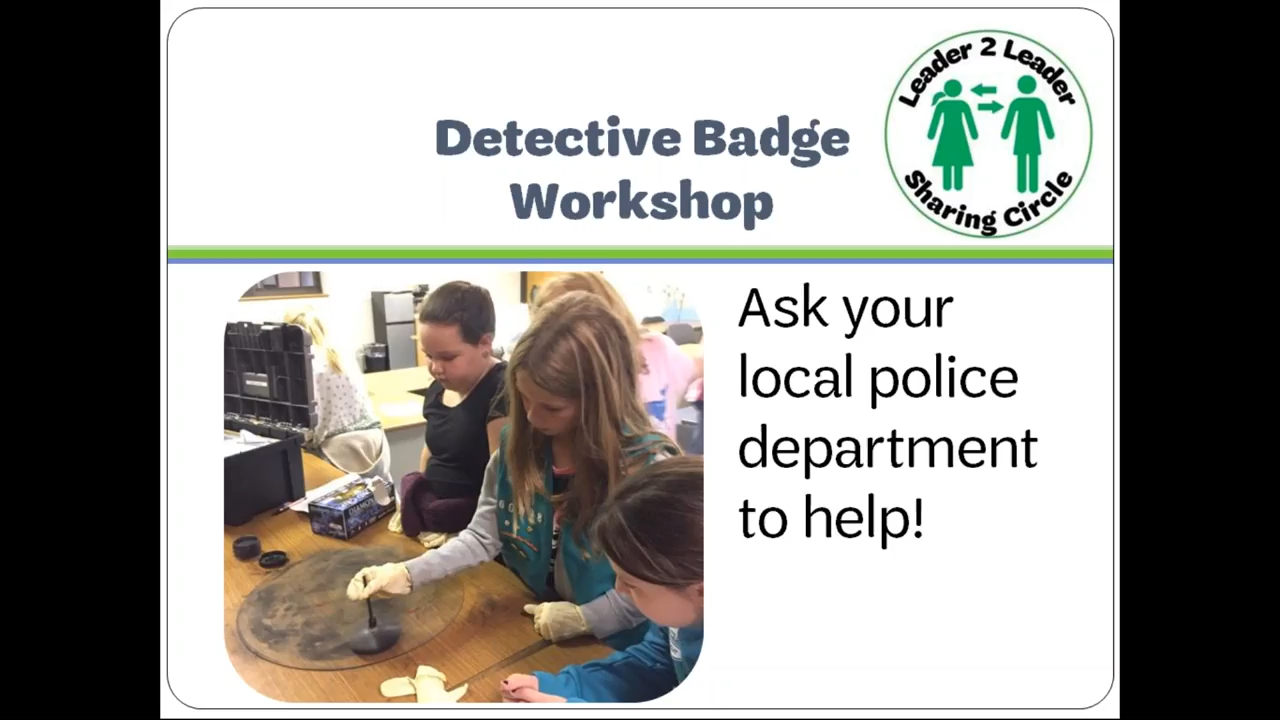 Leader 2 Leader
Sharing Circle
Detective Badge
Workshop
Ask your
local police
department
to help!